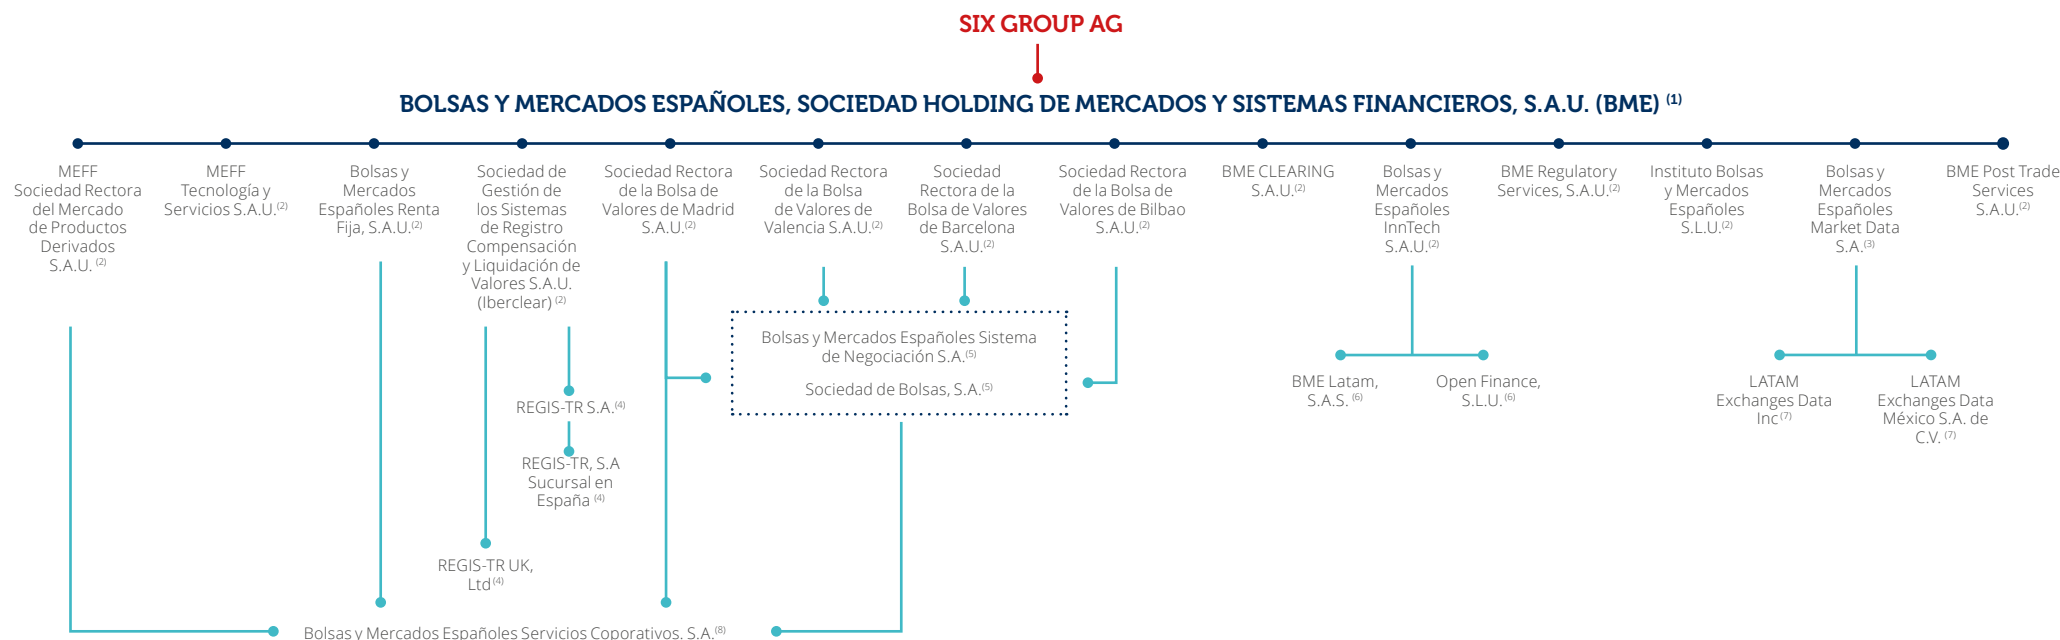 SIX GROUP AG
BOLSAS Y MERCADOS ESPAÑOLES, SOCIEDAD HOLDING DE MERCADOS Y SISTEMAS FINANCIEROS, S.A.U. (BME) (1)
MEFF
Sociedad Rectora
del Mercado
de Productos
Derivados
S.A.U. (2)
MEFF
Tecnología y
Servicios S.A.U.(2)
Bolsas y
Mercados
Españoles Renta
Fija, S.A.U.(2)
Sociedad de
Gestión de
los Sistemas
de Registro
Compensación
y Liquidación de
Valores S.A.U.
(Iberclear) (2)
Sociedad Rectora
de la Bolsa de
Valores de Madrid
S.A.U.(2)
Sociedad Rectora
de la Bolsa
de Valores de
Valencia S.A.U.(2)
Sociedad
Rectora de la
Bolsa de Valores
de Barcelona
S.A.U.(2)
Sociedad Rectora
de la Bolsa de
Valores de Bilbao
S.A.U.(2)
BME CLEARING
S.A.U.(2)
Bolsas y
Mercados
Españoles
InnTech
S.A.U.(2)
BME Regulatory
Services, S.A.U.(2)
Instituto Bolsas
y Mercados
Españoles
S.L.U.(2)
Bolsas y
Mercados
Españoles
Market Data
S.A.(3)
BME Post Trade
Services
S.A.U.(2)
Bolsas y Mercados Españoles Sistema
de Negociación S.A.(5)
Sociedad de Bolsas, S.A.(5)
REGIS-TR S.A.(4)
REGIS-TR, S.A
Sucursal en
España (4)
REGIS-TR UK,
Ltd(4)
BME Latam,
S.A.S. (6)
Open Finance,
S.L.U.(6)
LATAM
Exchanges Data
Inc(7)
LATAM
Exchanges Data
México S.A. de
C.V. (7)
Bolsas y Mercados Españoles Servicios Coporativos. S.A.(8)